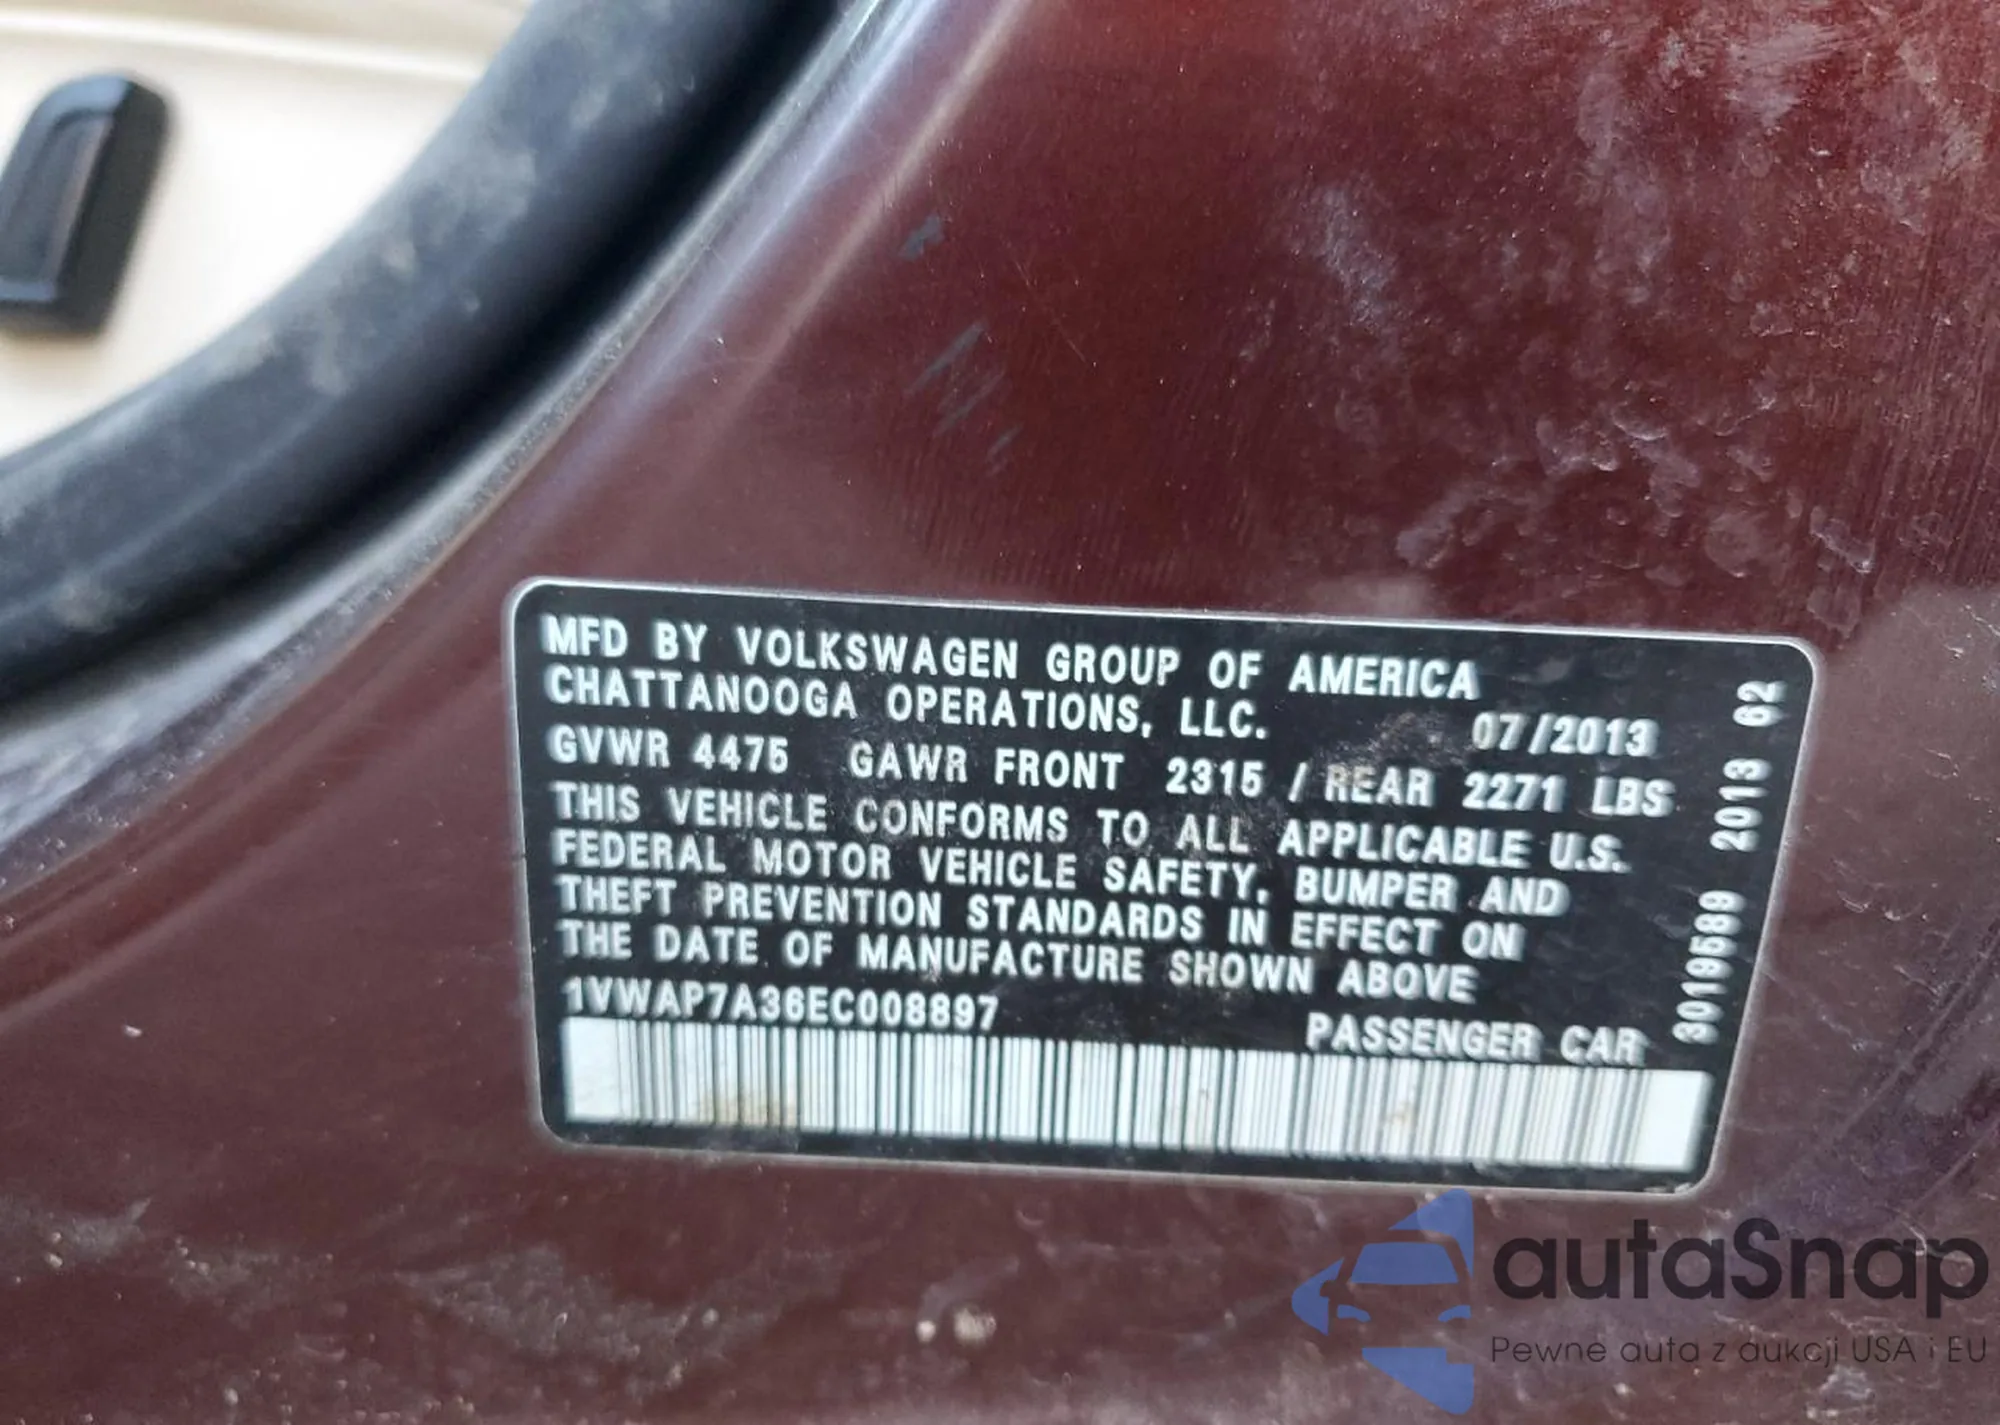 MFD BY VOLKSWAGEN GROUP OF AMERICA
CHATTANOOGA OPERATIONS, LLC.
07/2013
GVWR 4475 GAWR FRONT 2315 / REAR 2271 LBS
THIS VEHICLE CONFORMS TO ALL APPLICABLE U.S.
FEDERAL MOTOR VEHICLE SAFETY, BUMPER AND
THEFT PREVENTION STANDARDS IN EFFECT ON
THE DATE OF MANUFACTURE SHOWN ABOVE
1VWAP7A36EC008897
PASSENGER CAR
3019589 2013 62
autaSnap
Pewne auta z aukcji USA i EU